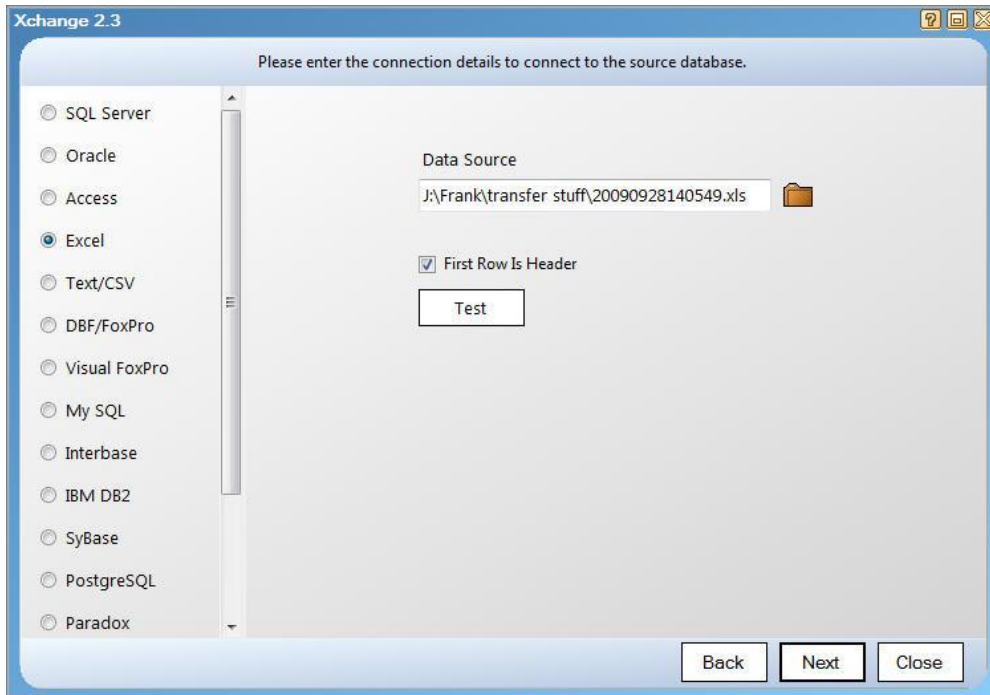 Xchange 2.3
Please enter the connection details to connect to the source database.
SQL Server
Oracle
Access
Excel
Text/CSV
DBF/FoxPro
Visual FoxPro
My SQL
Interbase
IBM DB2
SyBase
PostgreSQL
Paradox
Data Source
J:\Frank\transfer stuff\20090928140549.xls
First Row Is Header
Test
Back Next Close